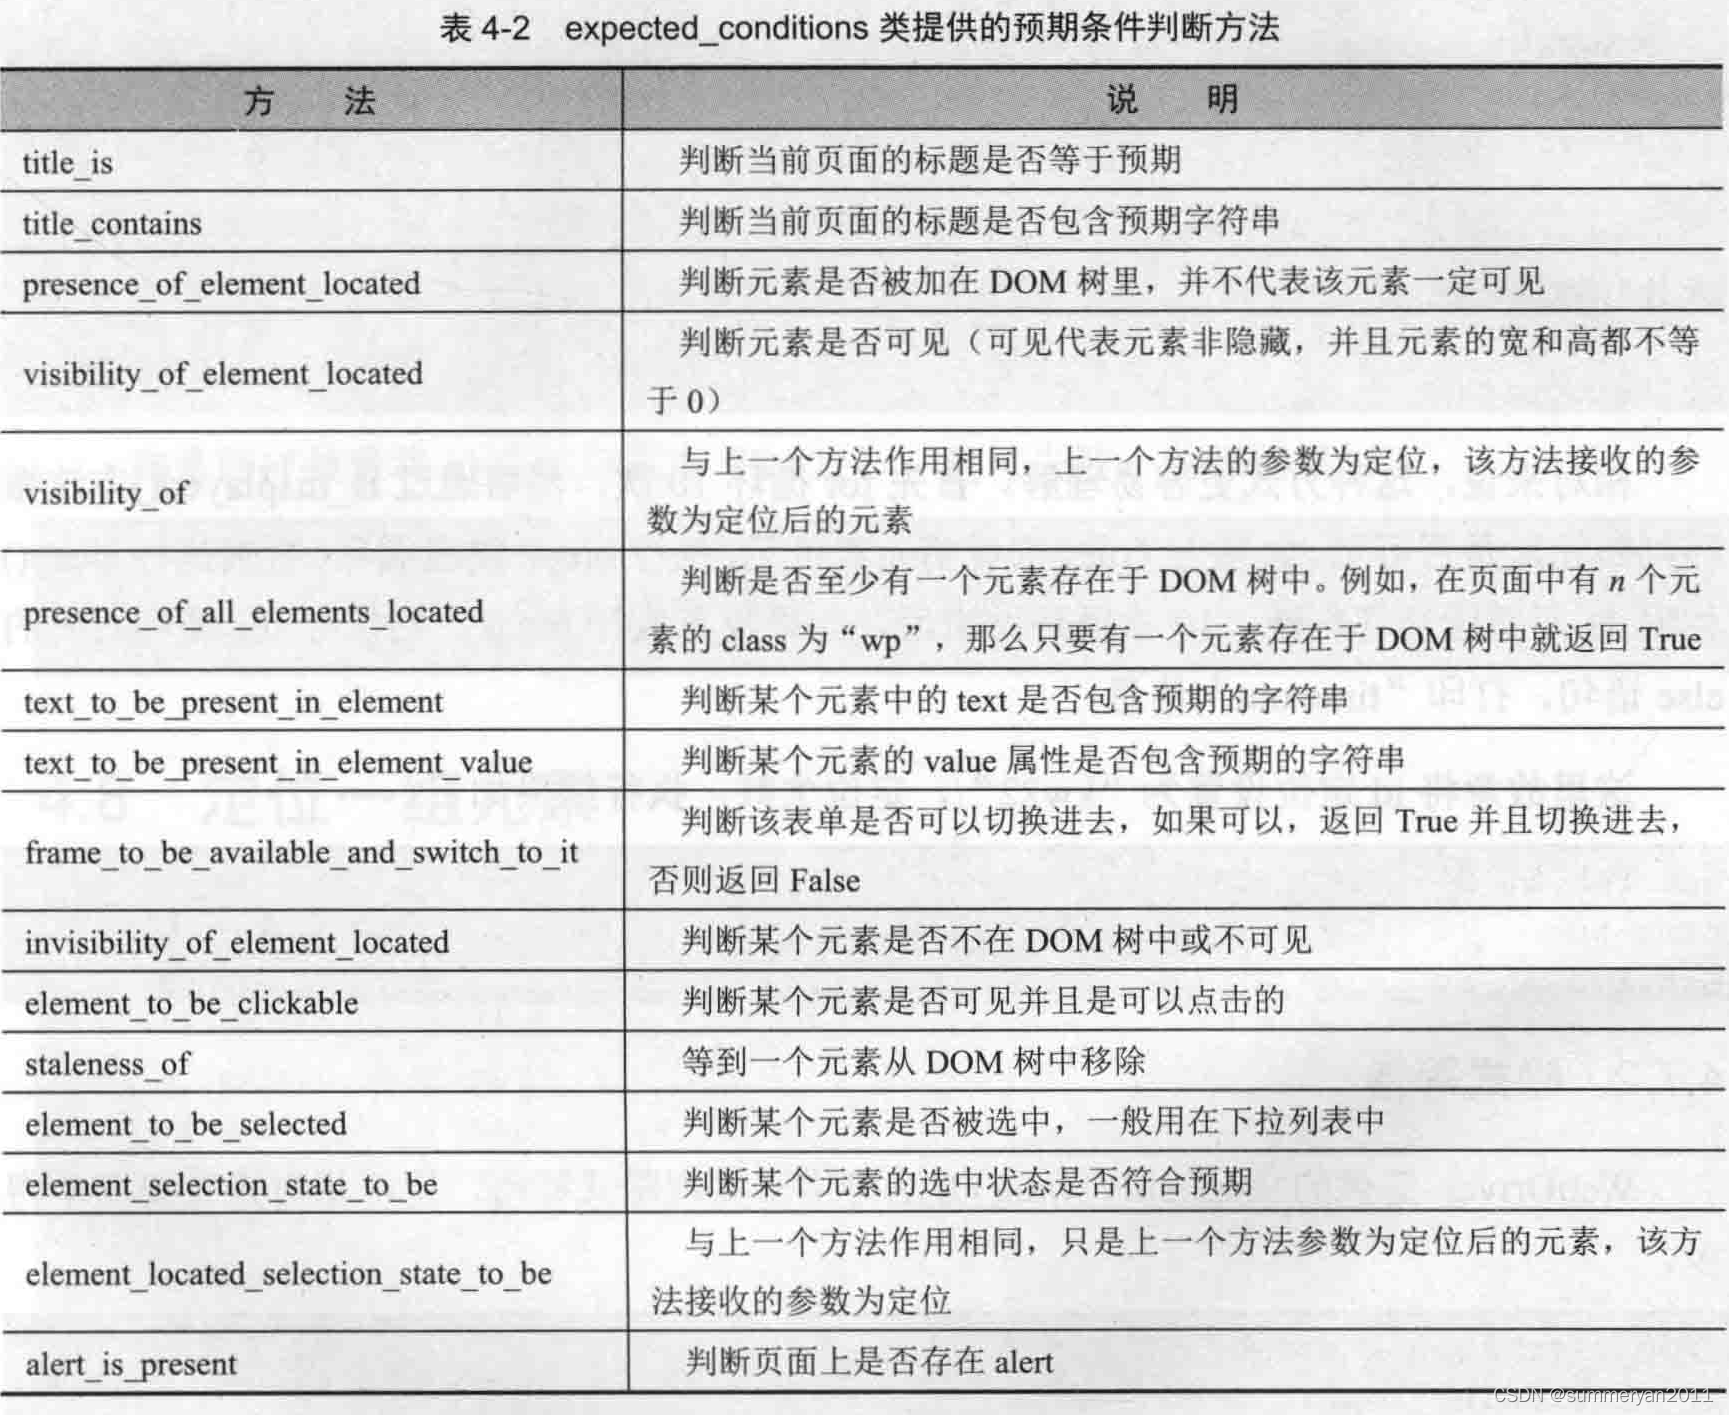 表 4-2 expected_conditions 类提供的预期条件判断方法
方 法 说 明
title_is 判断当前页面的标题是否等于预期
title_contains 判断当前页面的标题是否包含预期字符串
presence_of_element_located 判断元素是否被加在 DOM 树里，并不代表该元素一定可见
visibility_of_element_located 判断元素是否可见（可见代表元素非隐藏，并且元素的宽和高都不等
于 0）
visibility_of 与上一个方法作用相同，上一个方法的参数为定位，该方法接收的参
数为定位后的元素
presence_of_all_elements_located 判断是否至少有一个元素存在于 DOM 树中。例如，在页面中有 n 个元
素的 class 为“wp”，那么只要有一个元素存在于 DOM 树中就返回 True
text_to_be_present_in_element 判断某个元素中的 text 是否包含预期的字符串
text_to_be_present_in_element_value 判断某个元素的 value 属性是否包含预期的字符串
frame_to_be_available_and_switch_to_it 判断该表单是否可以切换进去，如果可以，返回 True 并且切换进去，
否则返回 False
invisibility_of_element_located 判断某个元素是否不在 DOM 树中或不可见
element_to_be_clickable 判断某个元素是否可见并且是可以点击的
staleness_of 等到一个元素从 DOM 树中移除
element_to_be_selected 判断某个元素是否被选中，一般用在下拉列表中
element_selection_state_to_be 判断某个元素的选中状态是否符合预期
element_located_selection_state_to_be 与上一个方法作用相同，只是上一个方法参数为定位后的元素，该方
法接收的参数为定位
alert_is_present 判断页面上是否存在 alert
CSDN @summeryan2011